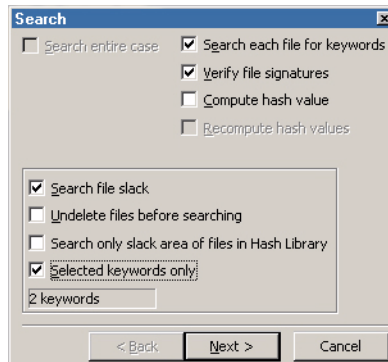 Search
Search entire case
Search each file for keywords
Verify file signatures
Compute hash value
Recompute hash values
Search file slack
Undelete files before searching
Search only slack area of files in Hash Library
Selected keywords only
2 keywords
< Back Next > Cancel